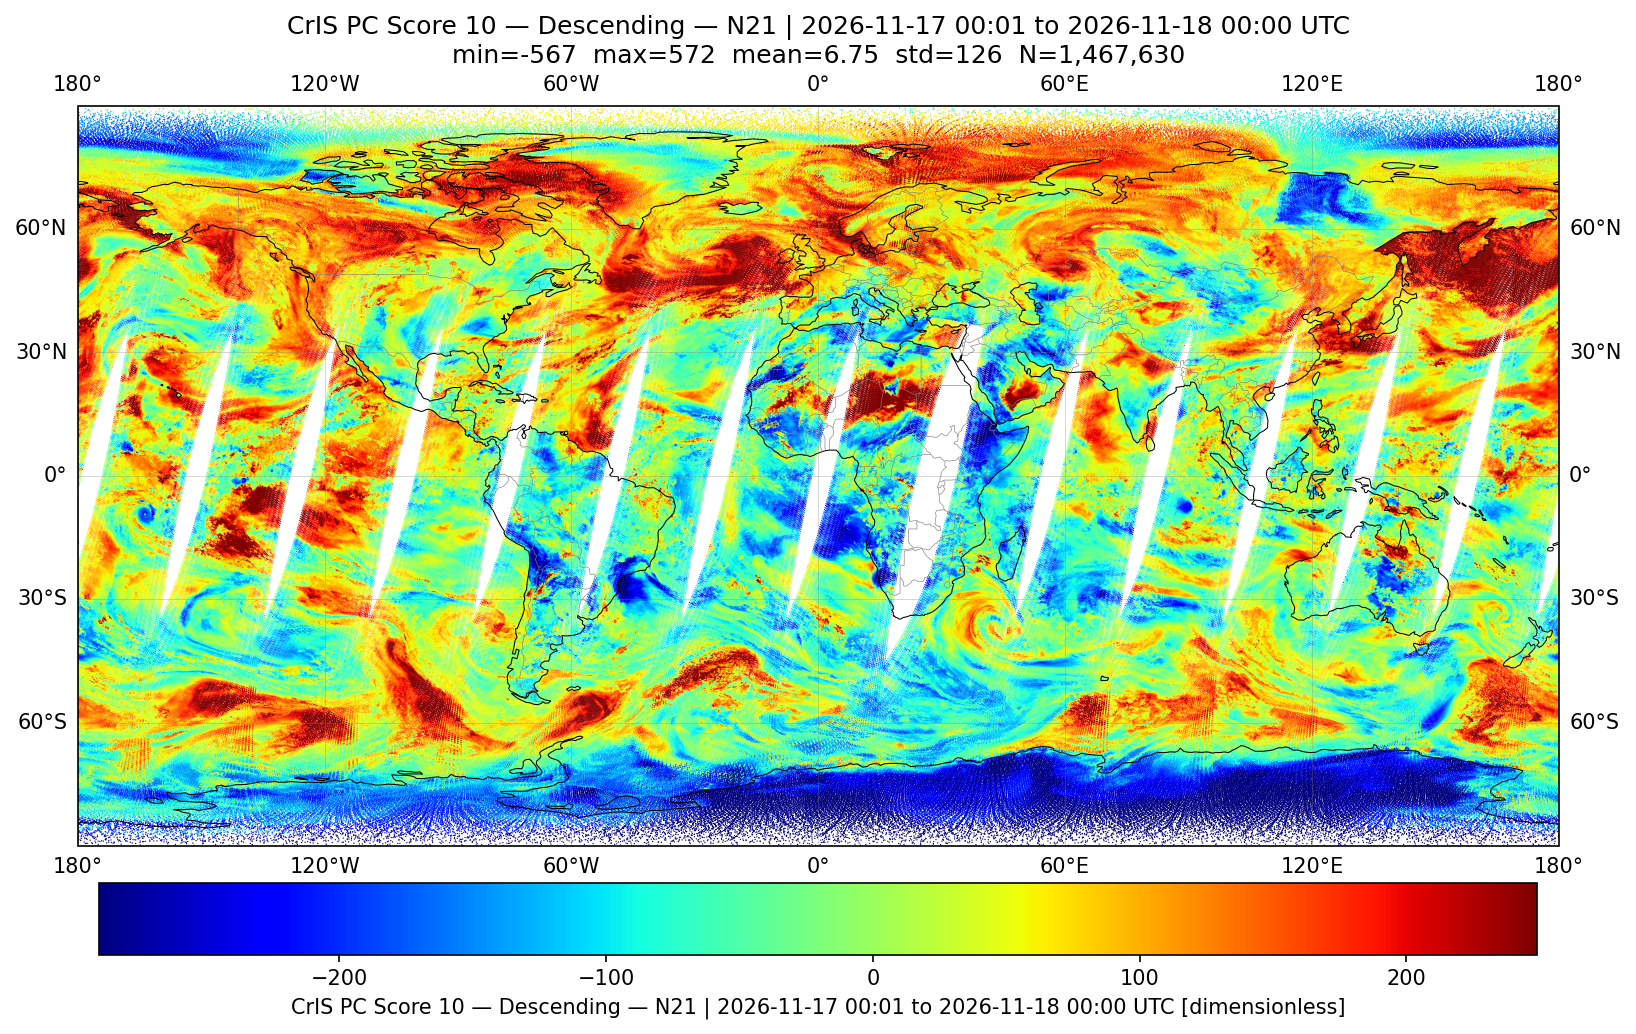 CrIS PC Score 10 — Descending — N21 | 2026-11-17 00:01 to 2026-11-18 00:00 UTC
min=-567  max=572  mean=6.75  std=126  N=1,467,630
180° 120°W 60°W 0° 60°E 120°E 180°
60°N 60°N
30°N 30°N
0° 0°
30°S 30°S
60°S 60°S
180° 120°W 60°W 0° 60°E 120°E 180°
−200 −100 0 100 200
CrIS PC Score 10 — Descending — N21 | 2026-11-17 00:01 to 2026-11-18 00:00 UTC [dimensionless]